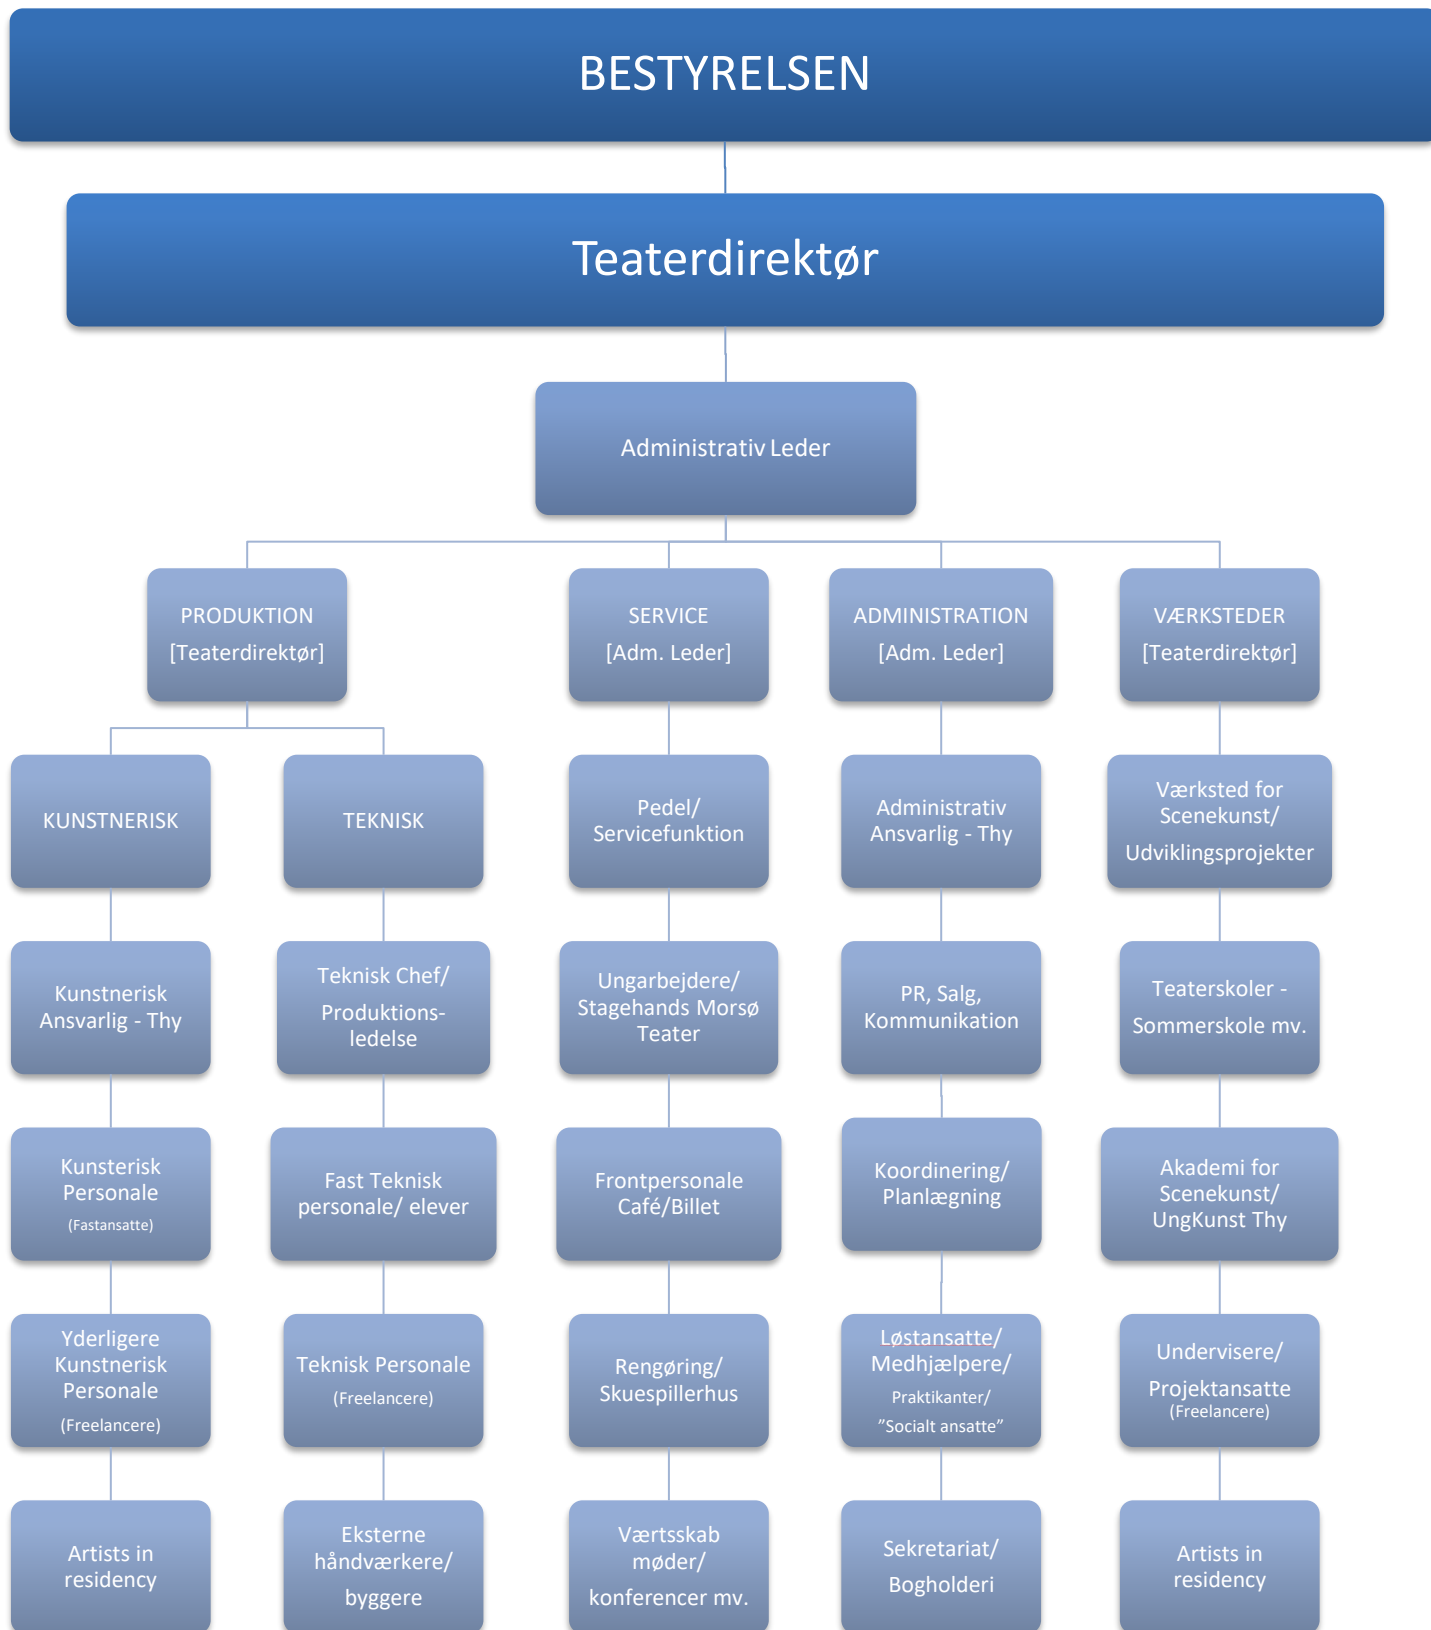 BESTYRELSEN
Teaterdirektør
Administrativ Leder
PRODUKTION
[Teaterdirektør]
SERVICE
[Adm. Leder]
ADMINISTRATION
[Adm. Leder]
VÆRKSTEDER
[Teaterdirektør]
KUNSTNERISK
TEKNISK
Pedel/
Servicefunktion
Administrativ
Ansvarlig - Thy
Værksted for
Scenekunst/
Udviklingsprojekter
Kunstnerisk
Ansvarlig - Thy
Teknisk Chef/
Produktions-
ledelse
Ungarbejdere/
Stagehands Morsø
Teater
PR, Salg,
Kommunikation
Teaterskoler -
Sommerskole mv.
Kunsterisk
Personale
(Fastansatte)
Fast Teknisk
personale/ elever
Frontpersonale
Café/Billet
Koordinering/
Planlægning
Akademi for
Scenekunst/
UngKunst Thy
Yderligere
Kunstnerisk
Personale
(Freelancere)
Teknisk Personale
(Freelancere)
Rengøring/
Skuespillerhus
Løstansatte/
Medhjælpere/
Praktikanter/
”Socialt ansatte”
Undervisere/
Projektansatte
(Freelancere)
Artists in
residency
Eksterne
håndværkere/
byggere
Værtsskab
møder/
konferencer mv.
Sekretariat/
Bogholderi
Artists in
residency